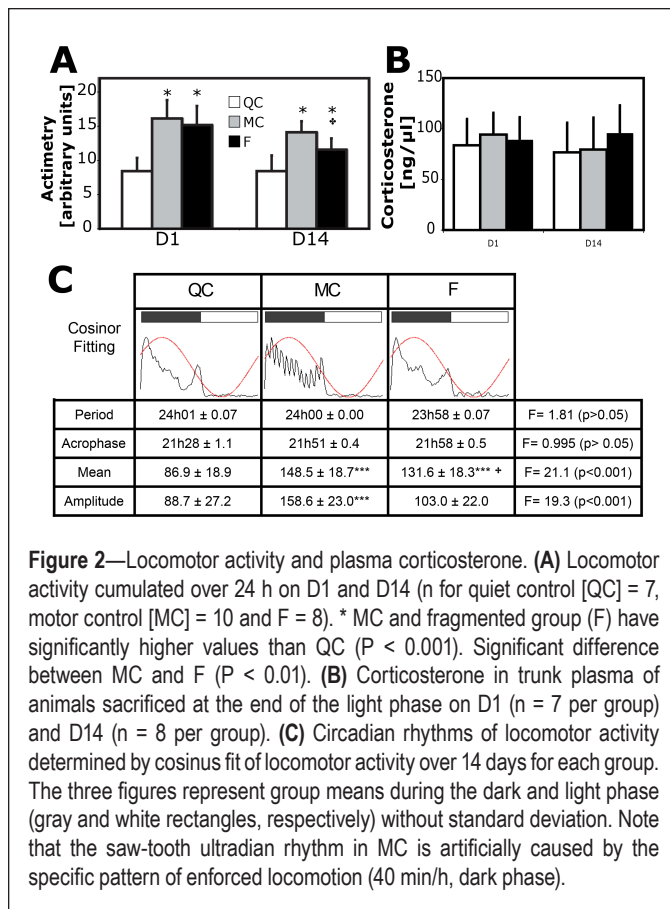 A
B
20
15
10
5
0
Actimetry
[arbitrary units]
* *
* *
+
QC
MC
F
D1 D14
150
100
50
0
Corticosterone
[ng/µl]
D1 D14
C
QC MC F
Cosinor
Fitting
Period 24h01 ± 0.07 24h00 ± 0.00 23h58 ± 0.07 F= 1.81 (p>0.05)
Acrophase 21h28 ± 1.1 21h51 ± 0.4 21h58 ± 0.5 F= 0.995 (p> 0.05)
Mean 86.9 ± 18.9 148.5 ± 18.7*** 131.6 ± 18.3*** + F= 21.1 (p<0.001)
Amplitude 88.7 ± 27.2 158.6 ± 23.0*** 103.0 ± 22.0 F= 19.3 (p<0.001)
Figure 2—Locomotor activity and plasma corticosterone. (A) Locomotor
activity cumulated over 24 h on D1 and D14 (n for quiet control [QC] = 7,
motor control [MC] = 10 and F = 8). * MC and fragmented group (F) have
significantly higher values than QC (P < 0.001). Significant difference
between MC and F (P < 0.01). (B) Corticosterone in trunk plasma of
animals sacrificed at the end of the light phase on D1 (n = 7 per group)
and D14 (n = 8 per group). (C) Circadian rhythms of locomotor activity
determined by cosinus fit of locomotor activity over 14 days for each group.
The three figures represent group means during the dark and light phase
(gray and white rectangles, respectively) without standard deviation. Note
that the saw-tooth ultradian rhythm in MC is artificially caused by the
specific pattern of enforced locomotion (40 min/h, dark phase).